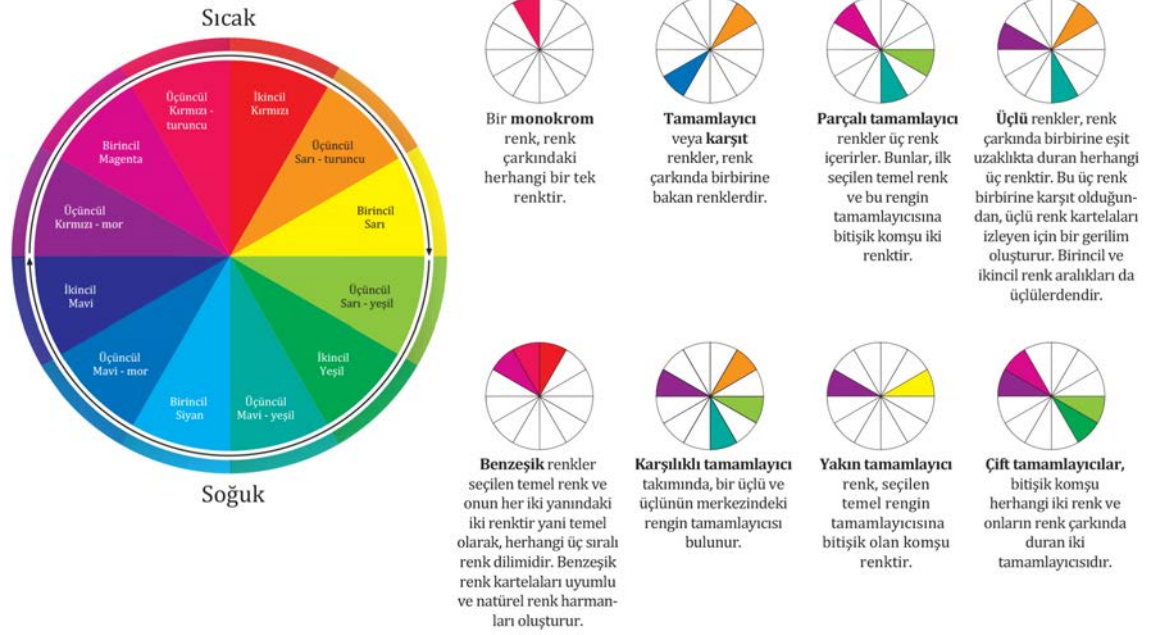 Sıcak
Üçüncül
Kırmızı -
turuncu
İkincil
Kırmızı
Birincil
Magenta
Üçüncül
Sarı - turuncu
Üçüncül
Kırmızı - mor
Birincil
Sarı
İkincil
Mavi
Üçüncül
Sarı - yeşil
Üçüncül
Mavi - mor
İkincil
Yeşil
Birincil
Siyan
Üçüncül
Mavi - yeşil
Soğuk
Bir monokrom
renk, renk
çarkındaki
herhangi bir tek
renktir.
Tamamlayıcı
veya karşıt
renkler, renk
çarkında birbirine
bakan renklerdir.
Parçalı tamamlayıcı
renkler üç renk
içerirler. Bunlar, ilk
seçilen temel renk
ve bu rengin
tamamlayıcısına
bitişik komşu iki
renktir.
Üçlü renkler, renk
çarkında birbirine eşit
uzaklıkta duran herhangi
üç renktir. Bu üç renk
birbirine karşıt olduğun-
dan, üçlü renk kartelaları
izleyen için bir gerilim
oluşturur. Birincil ve
ikincil renk aralıkları da
üçlülerdendir.
Benzeşik renkler
seçilen temel renk ve
onun her iki yanındaki
iki renktir yani temel
olarak, herhangi üç sıralı
renk dilimidir. Benzeşik
renk kartelaları uyumlu
ve natürel renk harman-
ları oluşturur.
Karşılıklı tamamlayıcı
takımında, bir üçlü ve
üçlünün merkezindeki
rengin tamamlayıcısı
bulunur.
Yakın tamamlayıcı
renk, seçilen
temel rengin
tamamlayıcısına
bitişik olan komşu
renktir.
Çift tamamlayıcılar,
bitişik komşu
herhangi iki renk ve
onların renk çarkında
duran iki
tamamlayıcısıdır.